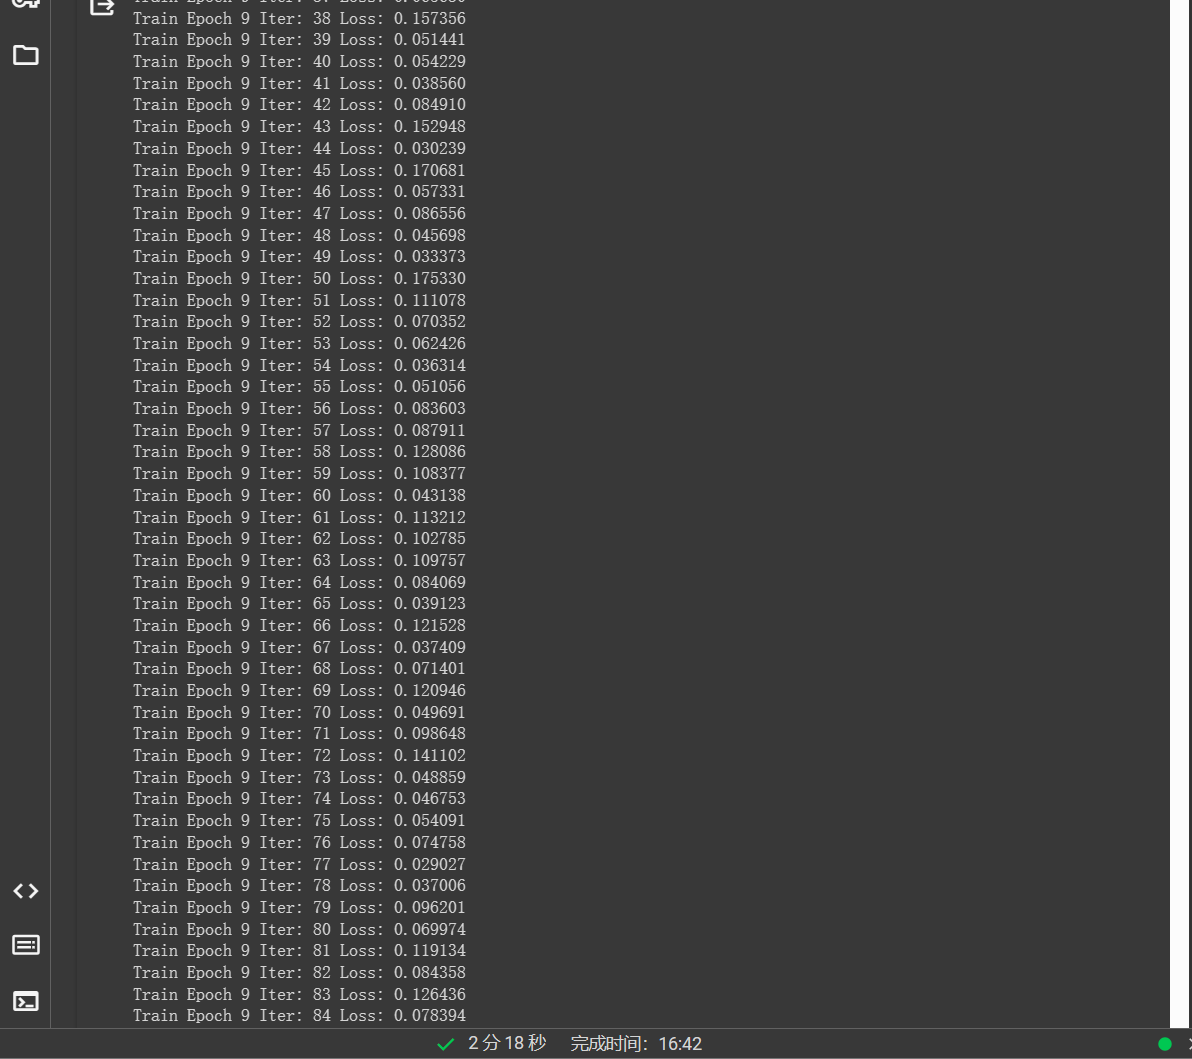 Train Epoch 9 Iter: 38 Loss: 0.157356
Train Epoch 9 Iter: 39 Loss: 0.051441
Train Epoch 9 Iter: 40 Loss: 0.054229
Train Epoch 9 Iter: 41 Loss: 0.038560
Train Epoch 9 Iter: 42 Loss: 0.084910
Train Epoch 9 Iter: 43 Loss: 0.152948
Train Epoch 9 Iter: 44 Loss: 0.030239
Train Epoch 9 Iter: 45 Loss: 0.170681
Train Epoch 9 Iter: 46 Loss: 0.057331
Train Epoch 9 Iter: 47 Loss: 0.086556
Train Epoch 9 Iter: 48 Loss: 0.045698
Train Epoch 9 Iter: 49 Loss: 0.033373
Train Epoch 9 Iter: 50 Loss: 0.175330
Train Epoch 9 Iter: 51 Loss: 0.111078
Train Epoch 9 Iter: 52 Loss: 0.070352
Train Epoch 9 Iter: 53 Loss: 0.062426
Train Epoch 9 Iter: 54 Loss: 0.036314
Train Epoch 9 Iter: 55 Loss: 0.051056
Train Epoch 9 Iter: 56 Loss: 0.083603
Train Epoch 9 Iter: 57 Loss: 0.087911
Train Epoch 9 Iter: 58 Loss: 0.128086
Train Epoch 9 Iter: 59 Loss: 0.108377
Train Epoch 9 Iter: 60 Loss: 0.043138
Train Epoch 9 Iter: 61 Loss: 0.113212
Train Epoch 9 Iter: 62 Loss: 0.102785
Train Epoch 9 Iter: 63 Loss: 0.109757
Train Epoch 9 Iter: 64 Loss: 0.084069
Train Epoch 9 Iter: 65 Loss: 0.039123
Train Epoch 9 Iter: 66 Loss: 0.121528
Train Epoch 9 Iter: 67 Loss: 0.037409
Train Epoch 9 Iter: 68 Loss: 0.071401
Train Epoch 9 Iter: 69 Loss: 0.120946
Train Epoch 9 Iter: 70 Loss: 0.049691
Train Epoch 9 Iter: 71 Loss: 0.098648
Train Epoch 9 Iter: 72 Loss: 0.141102
Train Epoch 9 Iter: 73 Loss: 0.048859
Train Epoch 9 Iter: 74 Loss: 0.046753
Train Epoch 9 Iter: 75 Loss: 0.054091
Train Epoch 9 Iter: 76 Loss: 0.074758
Train Epoch 9 Iter: 77 Loss: 0.029027
Train Epoch 9 Iter: 78 Loss: 0.037006
Train Epoch 9 Iter: 79 Loss: 0.096201
Train Epoch 9 Iter: 80 Loss: 0.069974
Train Epoch 9 Iter: 81 Loss: 0.119134
Train Epoch 9 Iter: 82 Loss: 0.084358
Train Epoch 9 Iter: 83 Loss: 0.126436
Train Epoch 9 Iter: 84 Loss: 0.078394
2 分 18 秒 完成时间：16:42